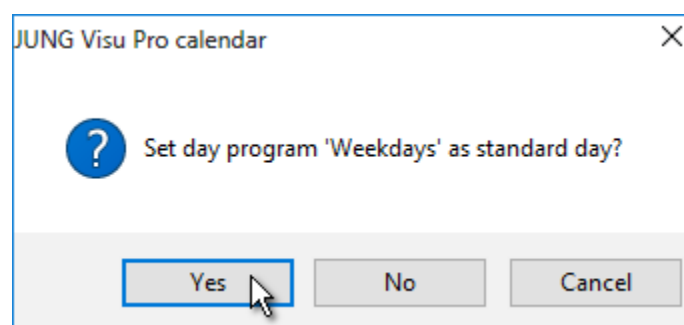 JUNG Visu Pro calendar
Set day program 'Weekdays' as standard day?
Yes No Cancel